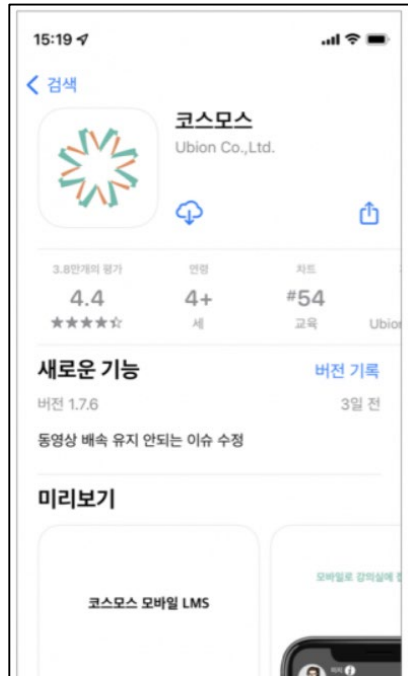 15:19
검색
코스모스
Ubion Co.,Ltd.
3.8만개의 평가
연령
차트
4.4
4+
#54
★★★★☆
세
교육
Ubion
새로운 기능
버전 기록
버전 1.7.6
3일 전
동영상 배속 유지 안되는 이슈 수정
미리보기
모바일로 강의실에
코스모스 모바일 LMS